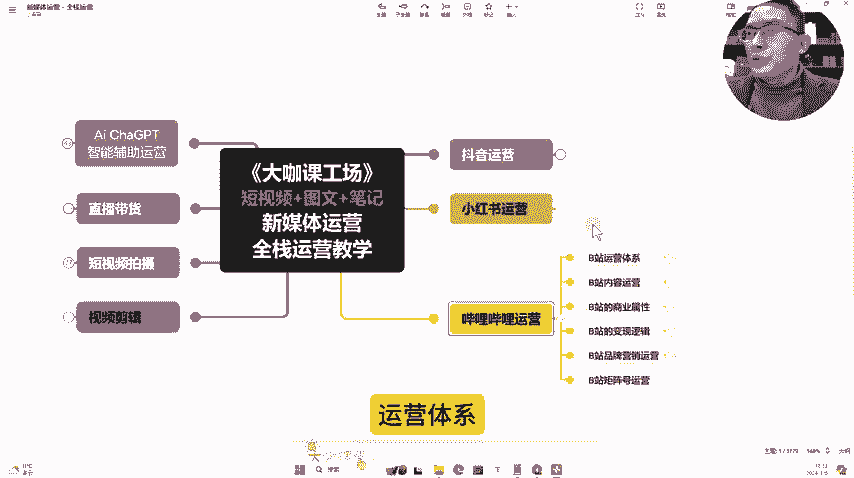 新媒体运营 - 全栈运营
Ai ChaGPT
智能辅助运营
直播带货
短视频拍摄
视频剪辑
《大咖课工场》
短视频+图文+笔记
新媒体运营
全栈运营教学
抖音运营
小红书运营
哔哩哔哩运营
B站运营体系
B站内容运营
B站的商业属性
B站的变现逻辑
B站品牌营销运营
B站矩阵号运营
运营体系